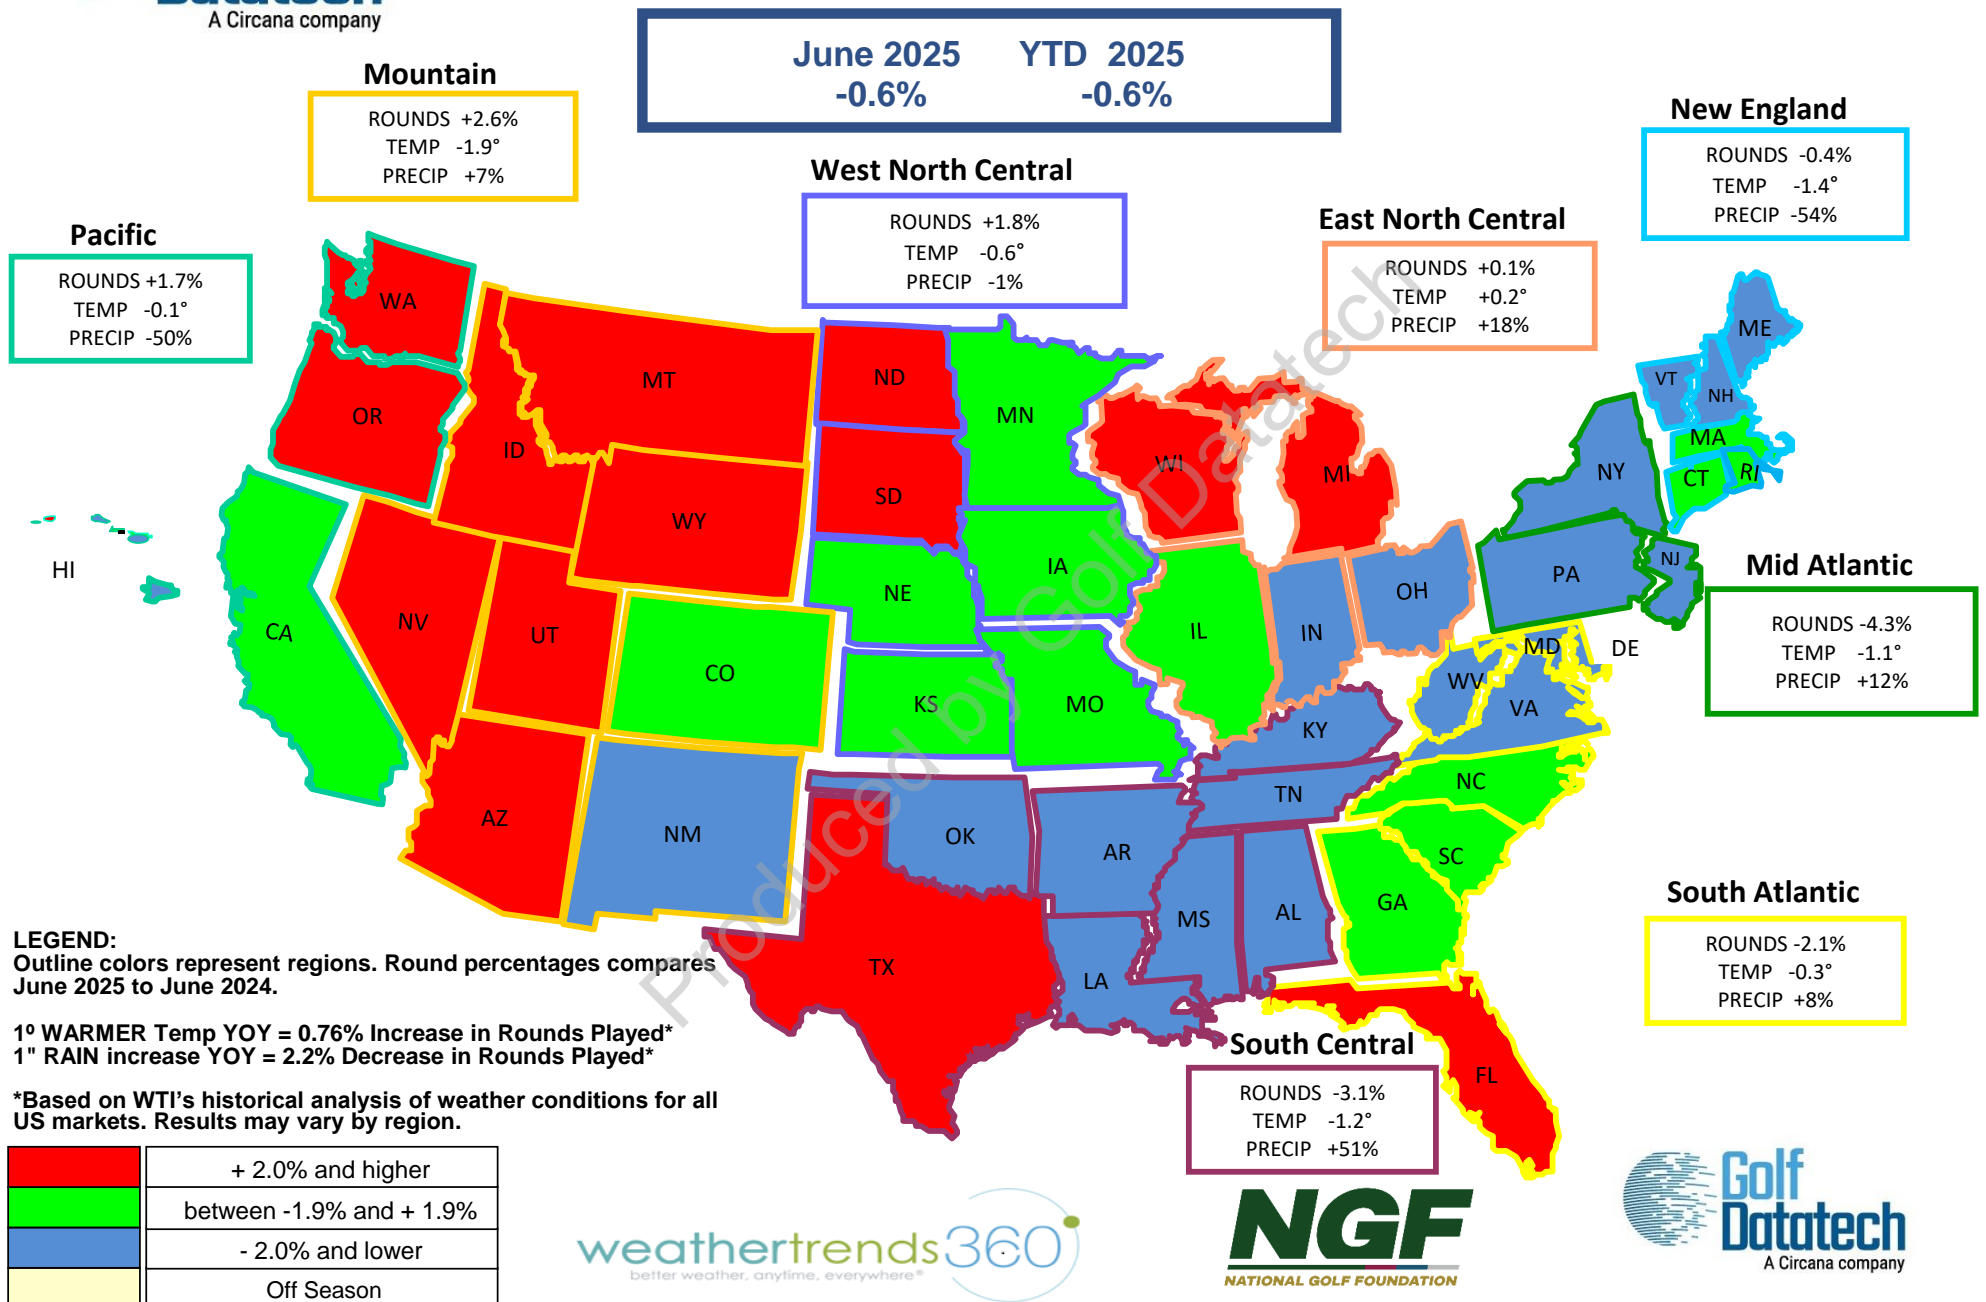 Datatech
A Circana company
June 2025 YTD 2025
-0.6% -0.6%
Mountain
ROUNDS +2.6%
TEMP -1.9°
PRECIP +7%
New England
ROUNDS -0.4%
TEMP -1.4°
PRECIP -54%
West North Central
ROUNDS +1.8%
TEMP -0.6°
PRECIP -1%
East North Central
ROUNDS +0.1%
TEMP +0.2°
PRECIP +18%
Pacific
ROUNDS +1.7%
TEMP -0.1°
PRECIP -50%
WA
OR
CA
HI
MT
ID
WY
NV
UT
CO
AZ
NM
ND
SD
MN
NE
IA
KS
MO
WI
MI
IL
IN
OH
ME
VT
NH
MA
CT
RI
NY
PA
NJ
Mid Atlantic
ROUNDS -4.3%
TEMP -1.1°
PRECIP +12%
MD
DE
WV
VA
NC
SC
GA
FL
KY
TN
OK
AR
TX
LA
MS
AL
South Atlantic
ROUNDS -2.1%
TEMP -0.3°
PRECIP +8%
South Central
ROUNDS -3.1%
TEMP -1.2°
PRECIP +51%
Produced by Golf Datatech
LEGEND:
Outline colors represent regions. Round percentages compares
June 2025 to June 2024.
1º WARMER Temp YOY = 0.76% Increase in Rounds Played*
1" RAIN increase YOY = 2.2% Decrease in Rounds Played*
*Based on WTI’s historical analysis of weather conditions for all
US markets. Results may vary by region.
+ 2.0% and higher
between -1.9% and + 1.9%
- 2.0% and lower
Off Season
weathertrends360°
better weather, anytime, everywhere®
NGF
NATIONAL GOLF FOUNDATION
Golf
Datatech
A Circana company